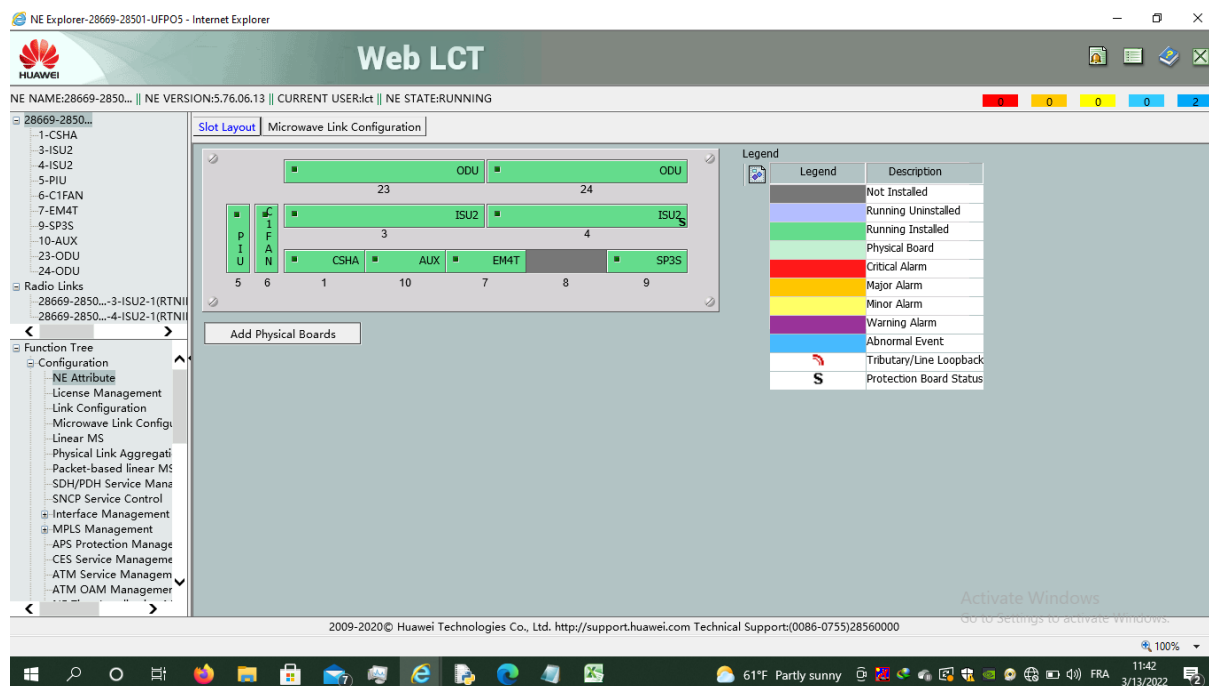 NE Explorer-28669-28501-UFPO5 - Internet Explorer
HUAWEI
Web LCT
NE NAME:28669-2850... || NE VERSION:5.76.06.13 || CURRENT USER:lct || NE STATE:RUNNING
0 0 0 0 2
28669-2850...
1-CSHA
3-ISU2
4-ISU2
5-PIU
6-C1FAN
7-EM4T
9-SP3S
10-AUX
23-ODU
24-ODU
Radio Links
28669-2850...-3-ISU2-1(RTNII
28669-2850...-4-ISU2-1(RTNII
Function Tree
Configuration
NE Attribute
License Management
Link Configuration
Microwave Link Configu
Linear MS
Physical Link Aggregati
Packet-based linear MS
SDH/PDH Service Mana
SNCP Service Control
Interface Management
MPLS Management
APS Protection Manage
CES Service Manageme
ATM Service Managem
ATM OAM Managemer
Slot Layout Microwave Link Configuration
ODU ODU
23 24
PIU
C1FAN
ISU2 ISU2 S
3 4
CSHA AUX EM4T SP3S
5 6 1 10 7 8 9
Add Physical Boards
Legend
Legend Description
Not Installed
Running Uninstalled
Running Installed
Physical Board
Critical Alarm
Major Alarm
Minor Alarm
Warning Alarm
Abnormal Event
Tributary/Line Loopback
S Protection Board Status
Activate Windows
Go to Settings to activate Windows.
2009-2020© Huawei Technologies Co., Ltd. http://support.huawei.com Technical Support:(0086-0755)28560000
100%
7
61°F Partly sunny
FRA
11:42
3/13/2022
2